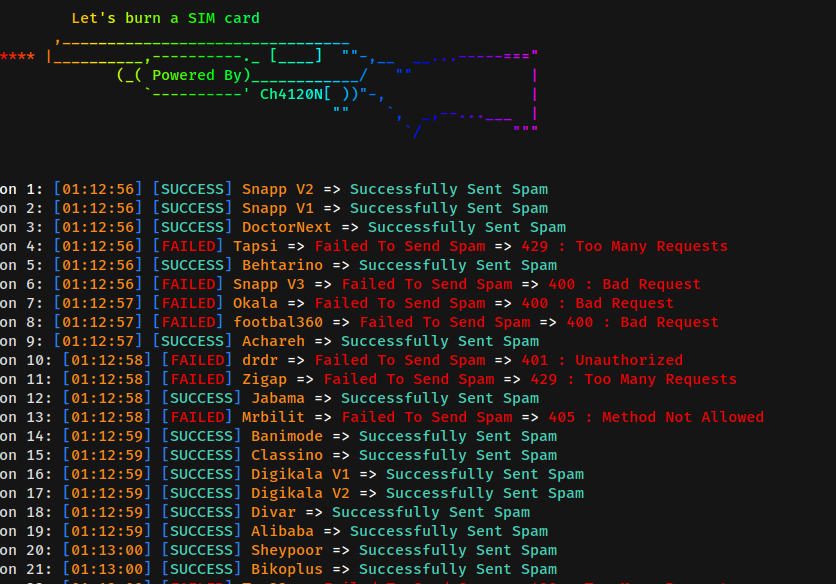 Let's burn a SIM card
,________________________________
**** |__________,----------._ [____]  ""-,__  __...-----==="
(_( Powered By)____________/   ""             |
`----------' Ch4120N[ ))"-,                   |
""    `,  _,--...___  |
`/          """
on 1: [01:12:56] [SUCCESS] Snapp V2 => Successfully Sent Spam
on 2: [01:12:56] [SUCCESS] Snapp V1 => Successfully Sent Spam
on 3: [01:12:56] [SUCCESS] DoctorNext => Successfully Sent Spam
on 4: [01:12:56] [FAILED] Tapsi => Failed To Send Spam => 429 : Too Many Requests
on 5: [01:12:56] [SUCCESS] Behtarino => Successfully Sent Spam
on 6: [01:12:56] [FAILED] Snapp V3 => Failed To Send Spam => 400 : Bad Request
on 7: [01:12:57] [FAILED] Okala => Failed To Send Spam => 400 : Bad Request
on 8: [01:12:57] [FAILED] footbal360 => Failed To Send Spam => 400 : Bad Request
on 9: [01:12:57] [SUCCESS] Achareh => Successfully Sent Spam
on 10: [01:12:58] [FAILED] drdr => Failed To Send Spam => 401 : Unauthorized
on 11: [01:12:58] [FAILED] Zigap => Failed To Send Spam => 429 : Too Many Requests
on 12: [01:12:58] [SUCCESS] Jabama => Successfully Sent Spam
on 13: [01:12:58] [FAILED] Mrbilit => Failed To Send Spam => 405 : Method Not Allowed
on 14: [01:12:59] [SUCCESS] Banimode => Successfully Sent Spam
on 15: [01:12:59] [SUCCESS] Classino => Successfully Sent Spam
on 16: [01:12:59] [SUCCESS] Digikala V1 => Successfully Sent Spam
on 17: [01:12:59] [SUCCESS] Digikala V2 => Successfully Sent Spam
on 18: [01:12:59] [SUCCESS] Divar => Successfully Sent Spam
on 19: [01:12:59] [SUCCESS] Alibaba => Successfully Sent Spam
on 20: [01:13:00] [SUCCESS] Sheypoor => Successfully Sent Spam
on 21: [01:13:00] [SUCCESS] Bikoplus => Successfully Sent Spam